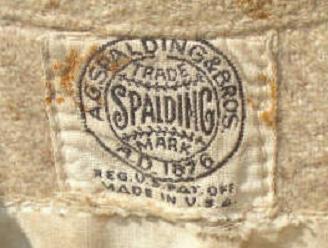 A.G. SPALDING & BROS.
TRADE
SPALDING
MARK
A.D. 1876
REG. U.S. PAT. OFF.
MADE IN U.S.A.